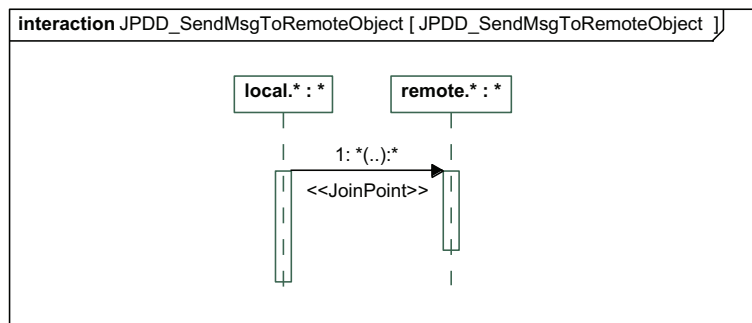 interaction JPDD_SendMsgToRemoteObject [ JPDD_SendMsgToRemoteObject ]
local.* : *
remote.* : *
1: *(..):*
<<JoinPoint>>